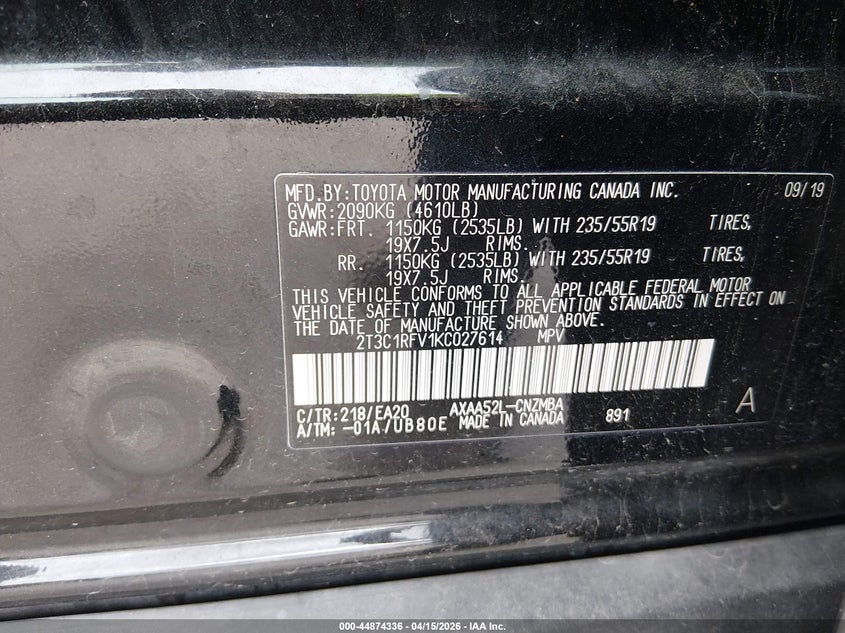 MFD.BY:TOYOTA MOTOR MANUFACTURING CANADA INC. 09/19
GVWR:2090KG (4610LB)
GAWR:FRT. 1150KG (2535LB) WITH 235/55R19 TIRES,
19X7.5J RIMS.
RR. 1150KG (2535LB) WITH 235/55R19 TIRES,
19X7.5J RIMS.
THIS VEHICLE CONFORMS TO ALL APPLICABLE FEDERAL MOTOR
VEHICLE SAFETY AND THEFT PREVENTION STANDARDS IN EFFECT ON
THE DATE OF MANUFACTURE SHOWN ABOVE.
2T3C1RFV1KC027614 MPV
C/TR:218/EA20 AXAA52L-CNZMBA 891 A
A/TM: -01A/UB80E MADE IN CANADA
000-44874336 - 04/15/2026 - IAA Inc.